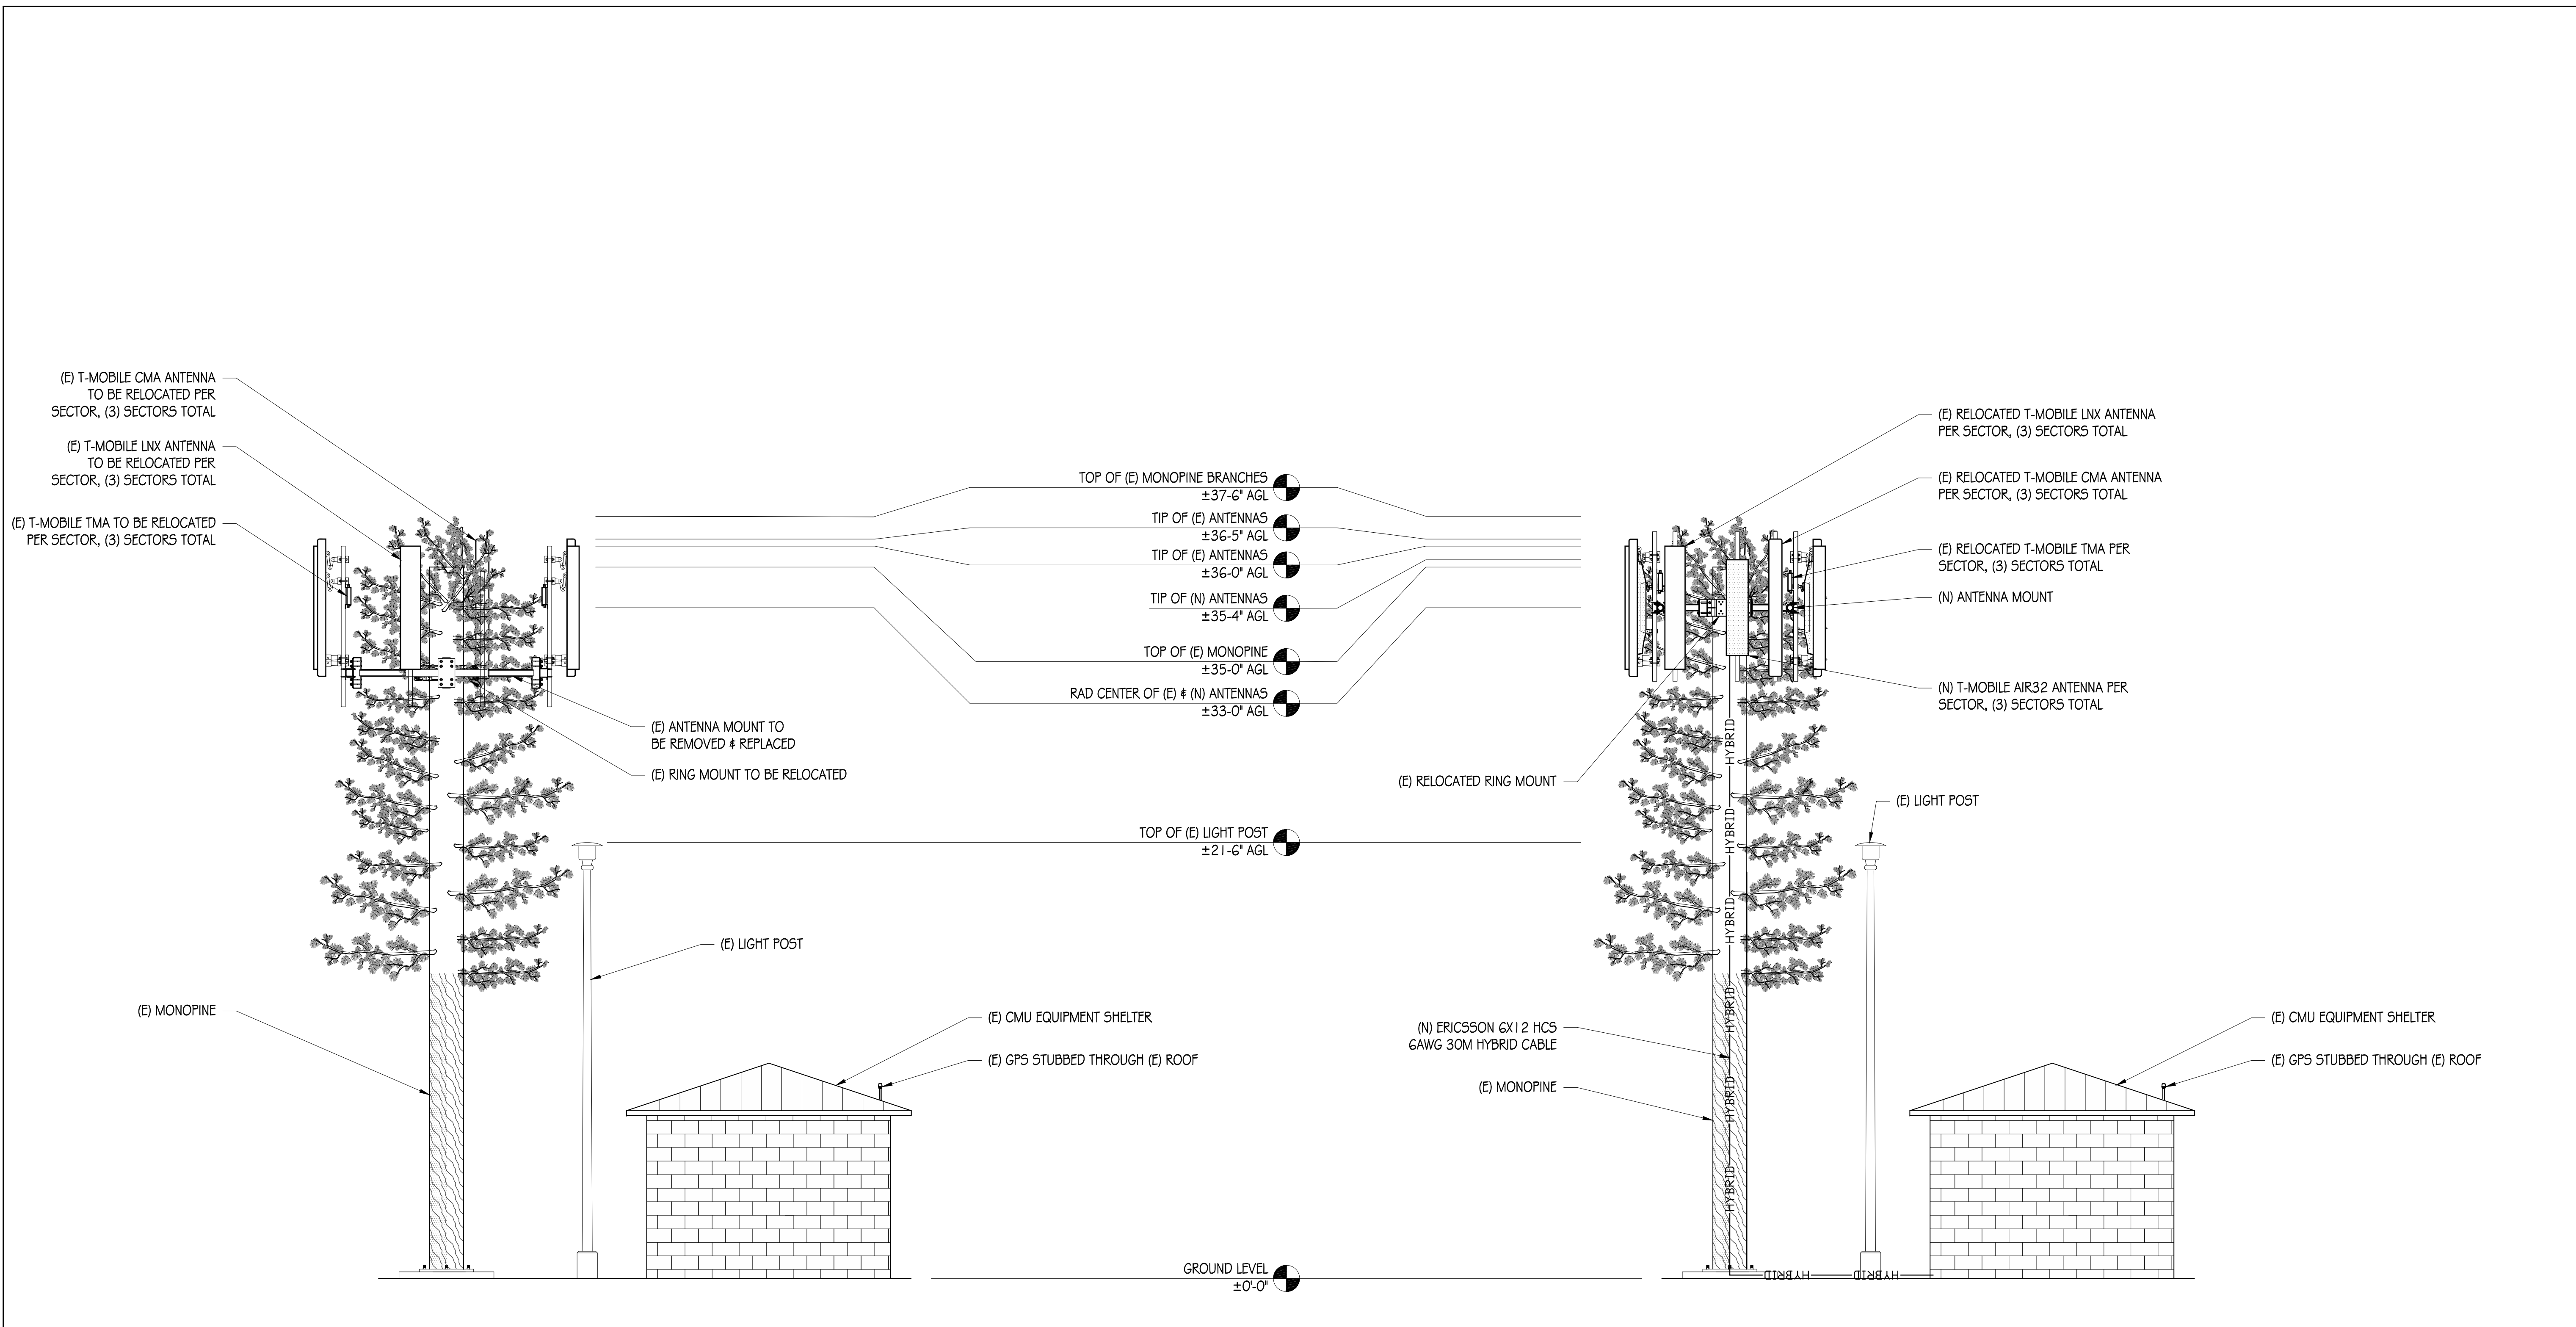 (E) T-MOBILE CMA ANTENNA
TO BE RELOCATED PER
SECTOR, (3) SECTORS TOTAL
(E) T-MOBILE LNX ANTENNA
TO BE RELOCATED PER
SECTOR, (3) SECTORS TOTAL
(E) T-MOBILE TMA TO BE RELOCATED
PER SECTOR, (3) SECTORS TOTAL
(E) ANTENNA MOUNT TO
BE REMOVED & REPLACED
(E) RING MOUNT TO BE RELOCATED
(E) LIGHT POST
(E) MONOPINE
(E) CMU EQUIPMENT SHELTER
(E) GPS STUBBED THROUGH (E) ROOF
TOP OF (E) MONOPINE BRANCHES
±37-6" AGL
TIP OF (E) ANTENNAS
±36-5" AGL
TIP OF (E) ANTENNAS
±36-0" AGL
TIP OF (N) ANTENNAS
±35-4" AGL
TOP OF (E) MONOPINE
±35-0" AGL
RAD CENTER OF (E) & (N) ANTENNAS
±33-0" AGL
TOP OF (E) LIGHT POST
±21-6" AGL
GROUND LEVEL
±0'-0"
(E) RELOCATED T-MOBILE LNX ANTENNA
PER SECTOR, (3) SECTORS TOTAL
(E) RELOCATED T-MOBILE CMA ANTENNA
PER SECTOR, (3) SECTORS TOTAL
(E) RELOCATED T-MOBILE TMA PER
SECTOR, (3) SECTORS TOTAL
(N) ANTENNA MOUNT
(N) T-MOBILE AIR32 ANTENNA PER
SECTOR, (3) SECTORS TOTAL
(E) RELOCATED RING MOUNT
(E) LIGHT POST
(N) ERICSSON 6X12 HCS
6AWG 30M HYBRID CABLE
(E) MONOPINE
(E) CMU EQUIPMENT SHELTER
(E) GPS STUBBED THROUGH (E) ROOF
HYBRID
HYBRID
HYBRID
HYBRID
HYBRID
HYBRID
HYBRID
HYBRID